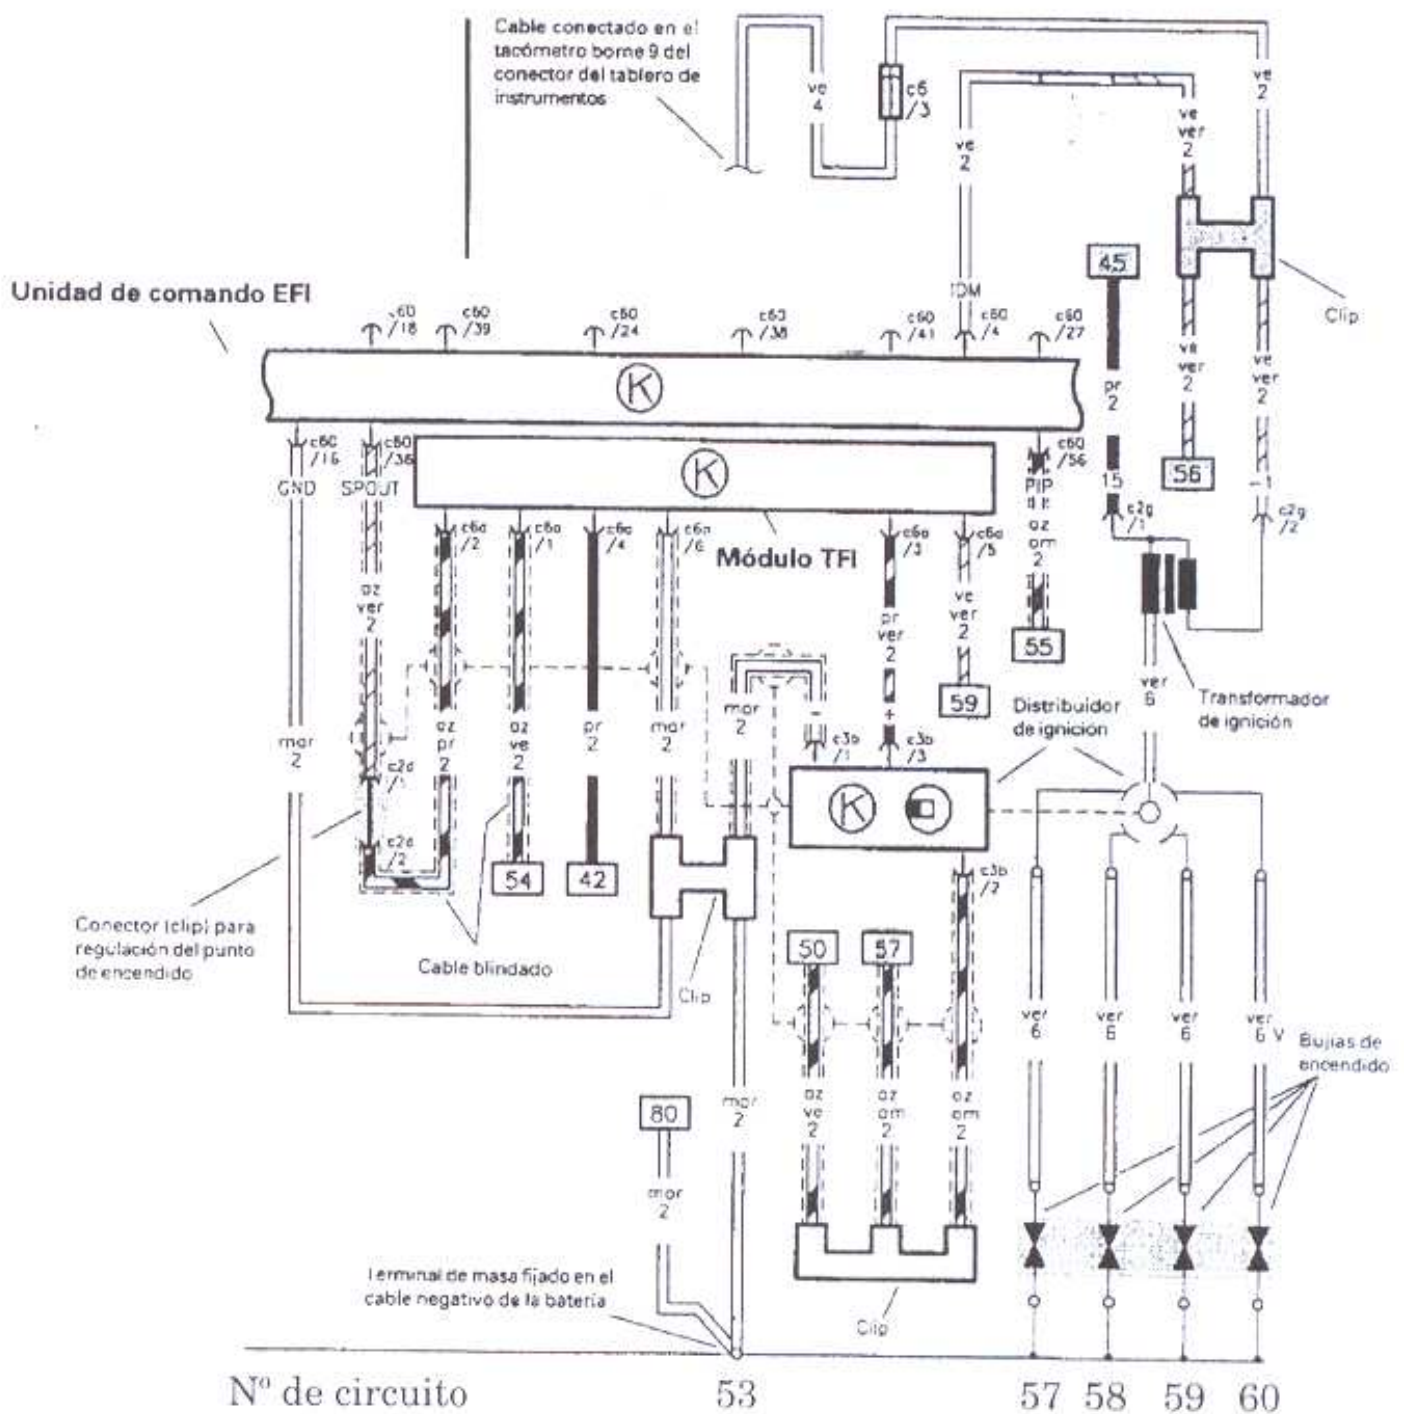 Cable conectado en el
tacómetro borne 9 del
conector del tablero de
instrumentos
ve
4
c6
/3
ve
2
ve
2
ve
ver
2
45
Clip
Unidad de comando EFI
c60
/18
c60
/39
c60
/24
c60
/38
c60
/41
IDM
c60
/4
c60
/27
K
pr
2
ve
ver
2
ve
ver
2
c60
/16
GND
c60
/36
SPOUT
K
c60
/56
PIP
az
am
2
15
56
-1
c2g
/1
c2g
/2
c6a
/2
c6a
/1
c6a
/4
c6a
/6
Módulo TFI
c6a
/3
c6a
/5
az
ver
2
pr
ver
2
ve
ver
2
55
59
ver
6
Transformador
de ignición
Distribuidor
de ignición
mar
2
az
pr
2
az
ve
2
pr
2
mar
2
mar
2
-
+
c3b
/1
c3b
/3
c2d
/1
c2d
/2
K
54
42
c3b
/2
Conector (clip) para
regulación del punto
de encendido
Cable blindado
Clip
50
57
ver
6
ver
6
ver
6
ver
6 V
Bujías de
encendido
80
mar
2
az
ve
2
az
am
2
az
am
2
mar
2
Terminal de masa fijado en el
cable negativo de la batería
Clip
Nº de circuito 53 57 58 59 60